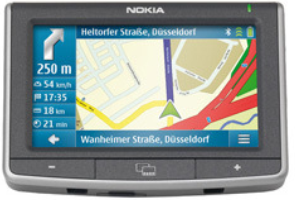 NOKIA
Heltorfer Straße, Düsseldorf
250 m
54 km/h
17:35
18 km
21 min
Wanheimer Straße, Düsseldorf